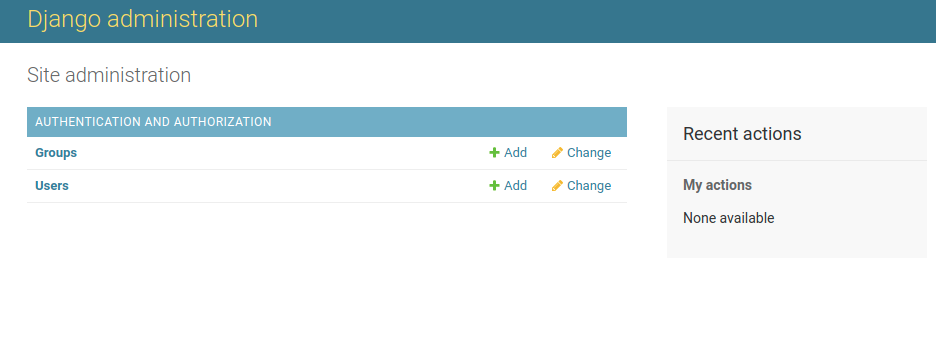 Django administration
Site administration
AUTHENTICATION AND AUTHORIZATION
Groups Add Change
Users Add Change
Recent actions
My actions
None available